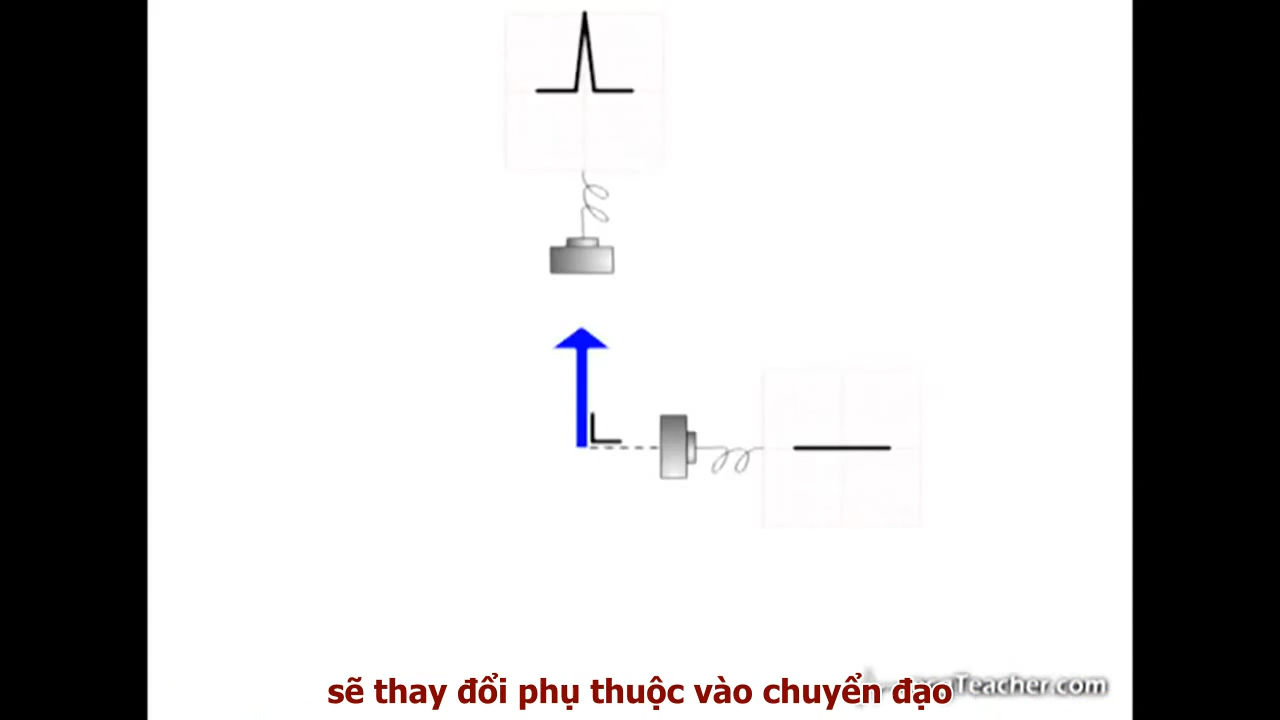 sẽ thay đổi phụ thuộc vào chuyển đạo